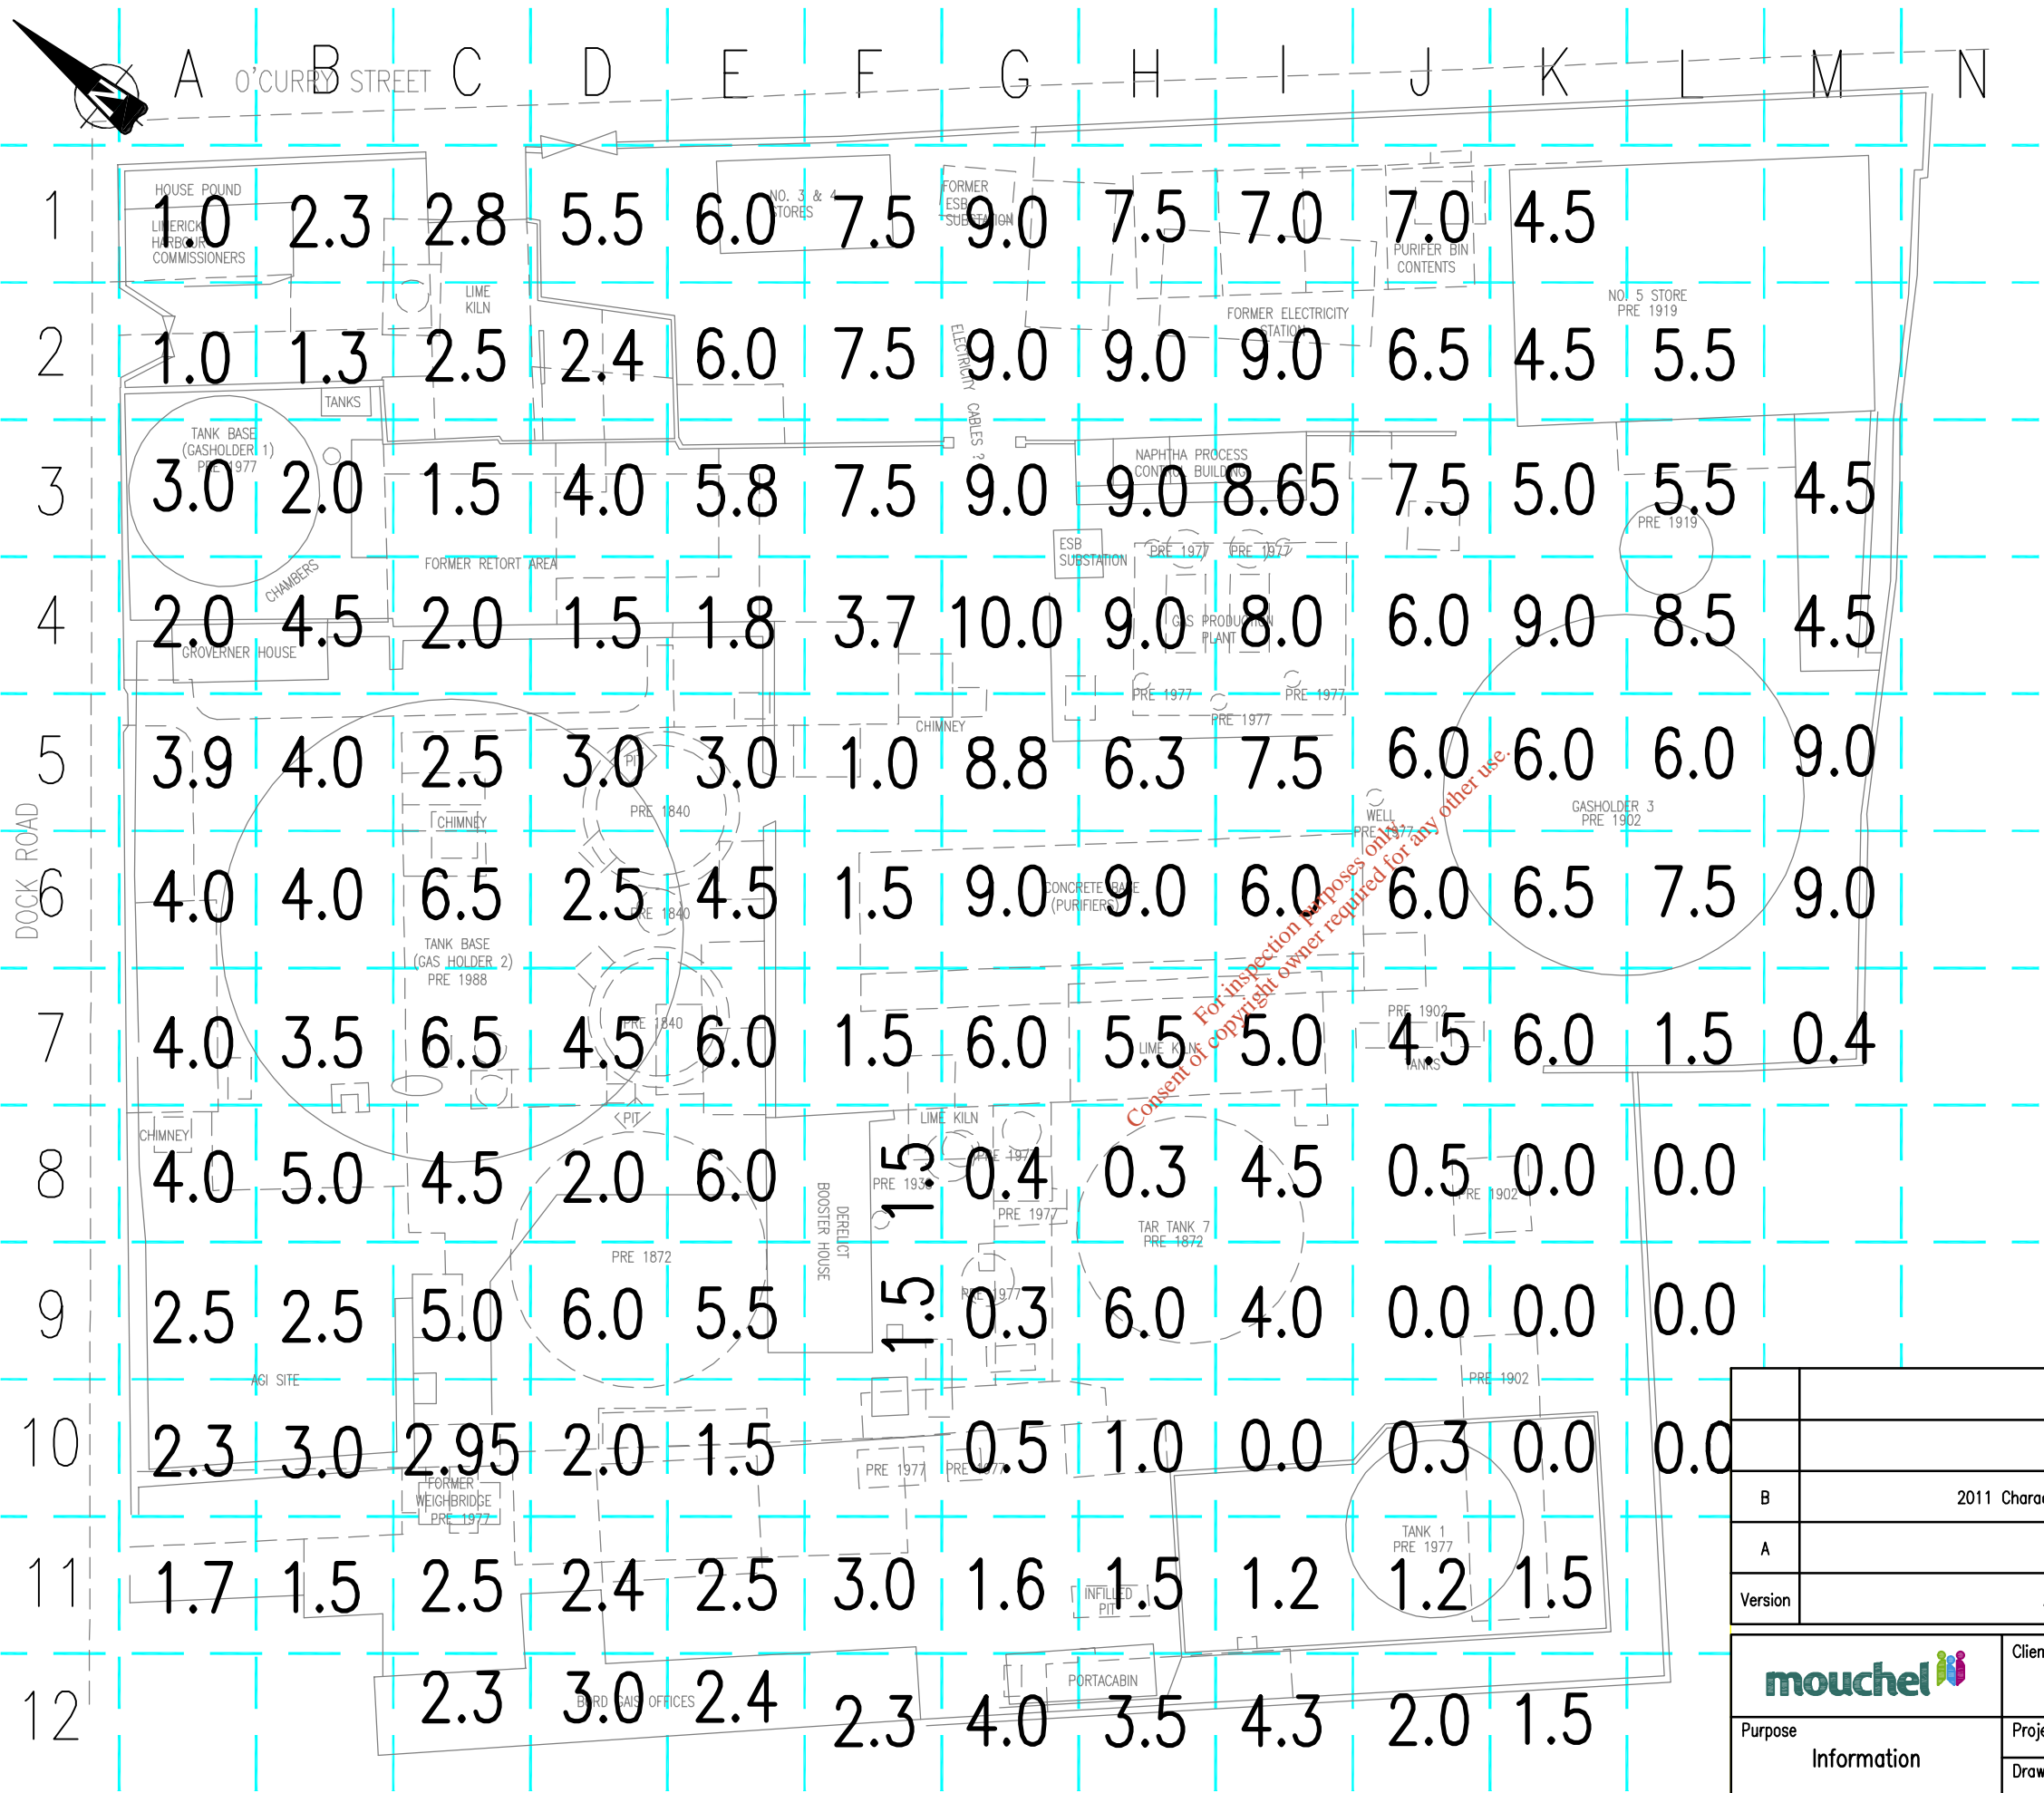 A B C D E F G H I J K L M N
O'CURRY STREET
N
DOCK ROAD
1 1.0 2.3 2.8 5.5 6.0 7.5 9.0 7.5 7.0 7.0 4.5
HOUSE POUND
LIMERICK
HARBOUR
COMMISSIONERS
NO. 3 & 4
STORES
FORMER
ESB
SUBSTATION
PURIFER BIN
CONTENTS
LIME
KILN
NO. 5 STORE
PRE 1919
FORMER ELECTRICITY
STATION
2 1.0 1.3 2.5 2.4 6.0 7.5 9.0 9.0 9.0 6.5 4.5 5.5
ELECTRICITY CABLES ?
TANKS
TANK BASE
(GASHOLDER 1)
PRE 1977
NAPHTHA PROCESS
CONTROL BUILDING
3 3.0 2.0 1.5 4.0 5.8 7.5 9.0 9.0 8.65 7.5 5.0 5.5 4.5
PRE 1919
ESB
SUBSTATION
PRE 1977
PRE 1977
FORMER RETORT AREA
CHAMBERS
4 2.0 4.5 2.0 1.5 1.8 3.7 10.0 9.0 8.0 6.0 9.0 8.5 4.5
GAS PRODUCTION
PLANT
GROVERNER HOUSE
PRE 1977
PRE 1977
PRE 1977
CHIMNEY
5 3.9 4.0 2.5 3.0 3.0 1.0 8.8 6.3 7.5 6.0 6.0 6.0 9.0
PIT
PRE 1840
CHIMNEY
WELL
PRE 1977
GASHOLDER 3
PRE 1902
6 4.0 4.0 6.5 2.5 4.5 1.5 9.0 9.0 6.0 6.0 6.5 7.5 9.0
PRE 1840
CONCRETE BASE
(PURIFIERS)
For inspection purposes only.
Consent of copyright owner required for any other use.
TANK BASE
(GAS HOLDER 2)
PRE 1988
7 4.0 3.5 6.5 4.5 6.0 1.5 6.0 5.5 5.0 4.5 6.0 1.5 0.4
PRE 1840
LIME KILN
PRE 1902
TANKS
PIT
LIME KILN
CHIMNEY
8 4.0 5.0 4.5 2.0 6.0 1.5 0.4 0.3 4.5 0.5 0.0 0.0
PRE 1977
PRE 1902
PRE 1977
TAR TANK 7
PRE 1872
DERELICT
BOOSTER HOUSE
PRE 1872
9 2.5 2.5 5.0 6.0 5.5 1.5 0.3 6.0 4.0 0.0 0.0 0.0
PRE 1977
AGI SITE
PRE 1902
10 2.3 3.0 2.95 2.0 1.5 0.5 1.0 0.0 0.3 0.0 0.0
PRE 1977
PRE 1977
FORMER
WEIGHBRIDGE
PRE 1977
TANK 1
PRE 1977
11 1.7 1.5 2.5 2.4 2.5 3.0 1.6 1.5 1.2 1.2 1.5
INFILLED
PIT
12 2.3 3.0 2.4 2.3 4.0 3.5 4.3 2.0 1.5
BORD GAIS OFFICES
PORTACABIN
B 2011 Chara
A
Version
mouchel
Clien
Purpose
Information
Proje
Draw